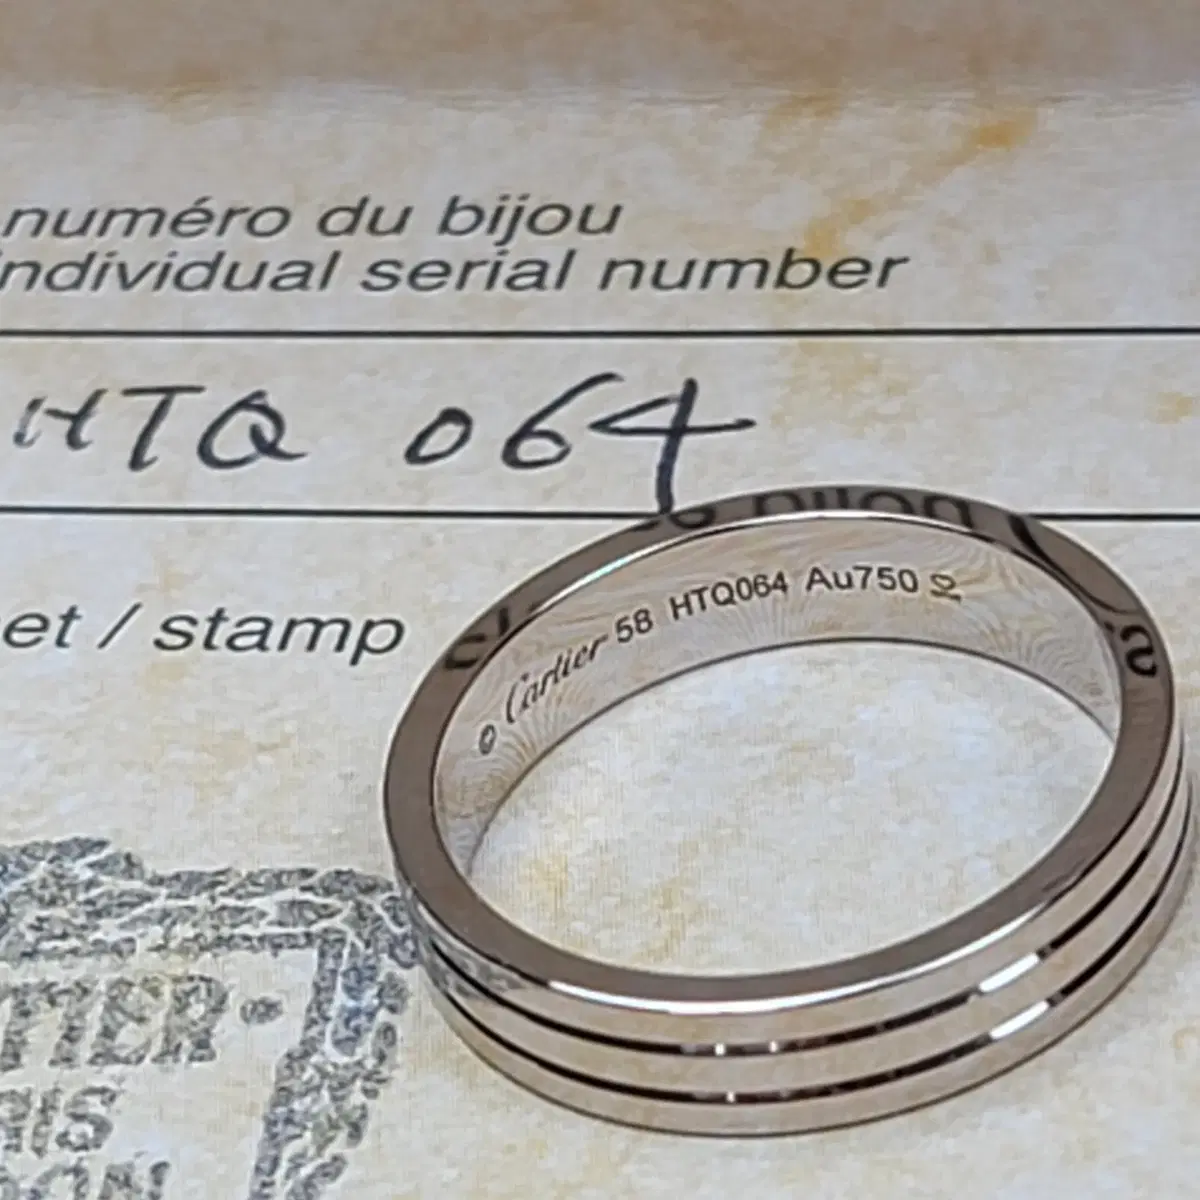 numéro du bijou
individual serial number
HTQ 064
et / stamp
© Cartier 58 HTQ064 Au750